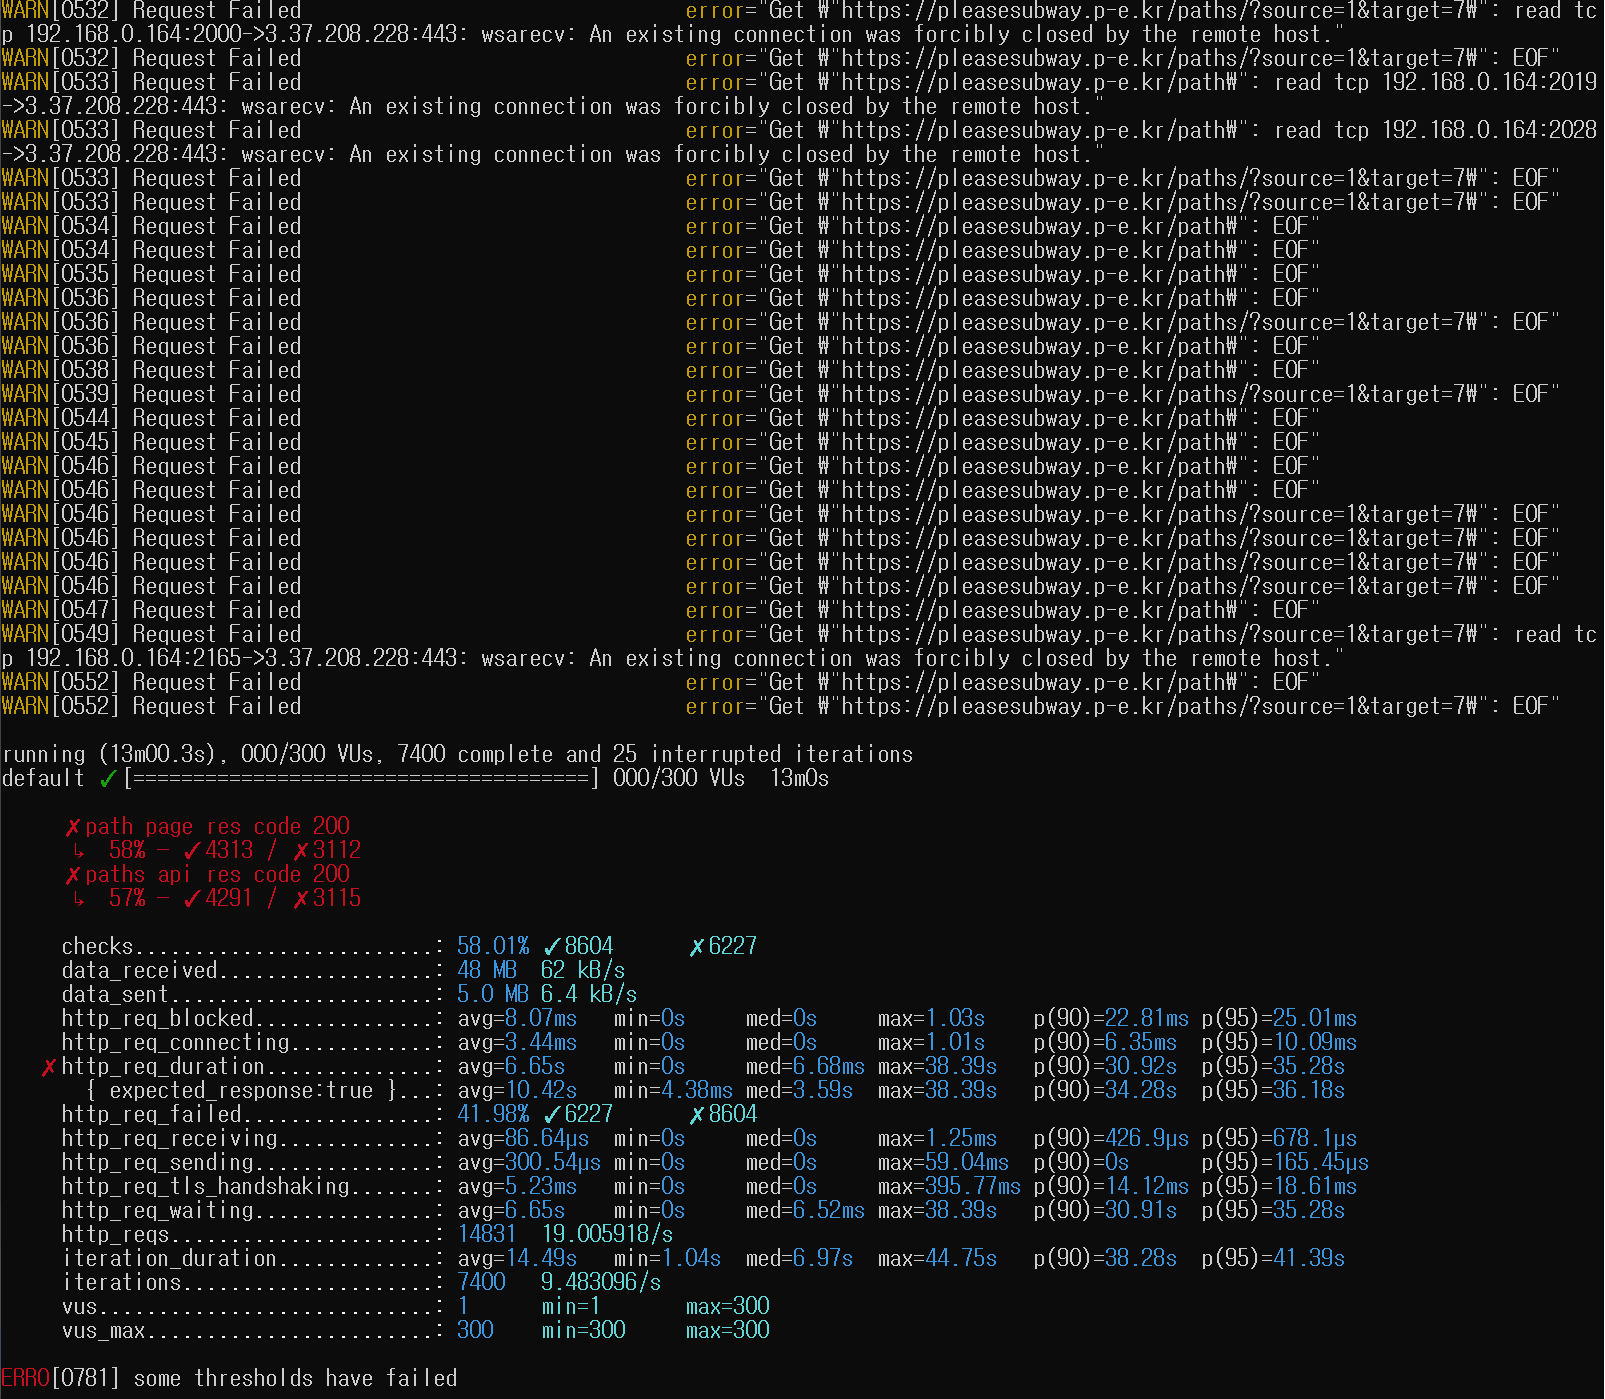 WARN[0532] Request Failed                                error="Get ₩"https://pleasesubway.p-e.kr/paths/?source=1&target=7₩": read tc
p 192.168.0.164:2000->3.37.208.228:443: wsarecv: An existing connection was forcibly closed by the remote host."
WARN[0532] Request Failed                                error="Get ₩"https://pleasesubway.p-e.kr/paths/?source=1&target=7₩": EOF"
WARN[0533] Request Failed                                error="Get ₩"https://pleasesubway.p-e.kr/path₩": read tcp 192.168.0.164:2019
->3.37.208.228:443: wsarecv: An existing connection was forcibly closed by the remote host."
WARN[0533] Request Failed                                error="Get ₩"https://pleasesubway.p-e.kr/path₩": read tcp 192.168.0.164:2028
->3.37.208.228:443: wsarecv: An existing connection was forcibly closed by the remote host."
WARN[0533] Request Failed                                error="Get ₩"https://pleasesubway.p-e.kr/paths/?source=1&target=7₩": EOF"
WARN[0533] Request Failed                                error="Get ₩"https://pleasesubway.p-e.kr/paths/?source=1&target=7₩": EOF"
WARN[0534] Request Failed                                error="Get ₩"https://pleasesubway.p-e.kr/path₩": EOF"
WARN[0534] Request Failed                                error="Get ₩"https://pleasesubway.p-e.kr/path₩": EOF"
WARN[0535] Request Failed                                error="Get ₩"https://pleasesubway.p-e.kr/path₩": EOF"
WARN[0536] Request Failed                                error="Get ₩"https://pleasesubway.p-e.kr/path₩": EOF"
WARN[0536] Request Failed                                error="Get ₩"https://pleasesubway.p-e.kr/paths/?source=1&target=7₩": EOF"
WARN[0536] Request Failed                                error="Get ₩"https://pleasesubway.p-e.kr/path₩": EOF"
WARN[0538] Request Failed                                error="Get ₩"https://pleasesubway.p-e.kr/path₩": EOF"
WARN[0539] Request Failed                                error="Get ₩"https://pleasesubway.p-e.kr/paths/?source=1&target=7₩": EOF"
WARN[0544] Request Failed                                error="Get ₩"https://pleasesubway.p-e.kr/path₩": EOF"
WARN[0545] Request Failed                                error="Get ₩"https://pleasesubway.p-e.kr/path₩": EOF"
WARN[0546] Request Failed                                error="Get ₩"https://pleasesubway.p-e.kr/path₩": EOF"
WARN[0546] Request Failed                                error="Get ₩"https://pleasesubway.p-e.kr/path₩": EOF"
WARN[0546] Request Failed                                error="Get ₩"https://pleasesubway.p-e.kr/paths/?source=1&target=7₩": EOF"
WARN[0546] Request Failed                                error="Get ₩"https://pleasesubway.p-e.kr/paths/?source=1&target=7₩": EOF"
WARN[0546] Request Failed                                error="Get ₩"https://pleasesubway.p-e.kr/paths/?source=1&target=7₩": EOF"
WARN[0546] Request Failed                                error="Get ₩"https://pleasesubway.p-e.kr/paths/?source=1&target=7₩": EOF"
WARN[0547] Request Failed                                error="Get ₩"https://pleasesubway.p-e.kr/path₩": EOF"
WARN[0549] Request Failed                                error="Get ₩"https://pleasesubway.p-e.kr/paths/?source=1&target=7₩": read tc
p 192.168.0.164:2165->3.37.208.228:443: wsarecv: An existing connection was forcibly closed by the remote host."
WARN[0552] Request Failed                                error="Get ₩"https://pleasesubway.p-e.kr/path₩": EOF"
WARN[0552] Request Failed                                error="Get ₩"https://pleasesubway.p-e.kr/paths/?source=1&target=7₩": EOF"
running (13m00.3s), 000/300 VUs, 7400 complete and 25 interrupted iterations
default ✓ [======================================] 000/300 VUs  13m0s
✗ path page res code 200
↳  58% — ✓ 4313 / ✗ 3112
✗ paths api res code 200
↳  57% — ✓ 4291 / ✗ 3115
checks.........................: 58.01% ✓ 8604      ✗ 6227
data_received..................: 48 MB  62 kB/s
data_sent......................: 5.0 MB 6.4 kB/s
http_req_blocked...............: avg=8.07ms   min=0s     med=0s     max=1.03s    p(90)=22.81ms p(95)=25.01ms
http_req_connecting............: avg=3.44ms   min=0s     med=0s     max=1.01s    p(90)=6.35ms  p(95)=10.09ms
✗ http_req_duration..............: avg=6.65s    min=0s     med=6.68ms max=38.39s   p(90)=30.92s  p(95)=35.28s
{ expected_response:true }...: avg=10.42s   min=4.38ms med=3.59s  max=38.39s   p(90)=34.28s  p(95)=36.18s
http_req_failed................: 41.98% ✓ 6227      ✗ 8604
http_req_receiving.............: avg=86.64µs  min=0s     med=0s     max=1.25ms   p(90)=426.9µs p(95)=678.1µs
http_req_sending...............: avg=300.54µs min=0s     med=0s     max=59.04ms  p(90)=0s      p(95)=165.45µs
http_req_tls_handshaking.......: avg=5.23ms   min=0s     med=0s     max=395.77ms p(90)=14.12ms p(95)=18.61ms
http_req_waiting...............: avg=6.65s    min=0s     med=6.52ms max=38.39s   p(90)=30.91s  p(95)=35.28s
http_reqs......................: 14831  19.005918/s
iteration_duration.............: avg=14.49s   min=1.04s  med=6.97s  max=44.75s   p(90)=38.28s  p(95)=41.39s
iterations.....................: 7400   9.483096/s
vus............................: 1      min=1       max=300
vus_max........................: 300    min=300     max=300
ERRO[0781] some thresholds have failed